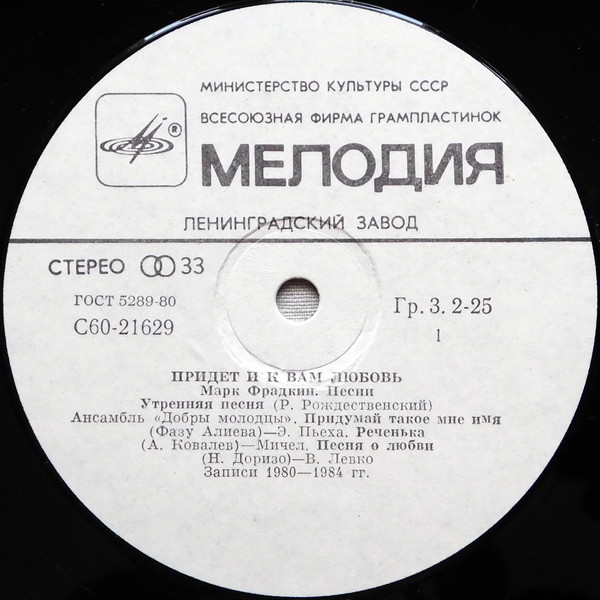 МИНИСТЕРСТВО КУЛЬТУРЫ СССР
ВСЕСОЮЗНАЯ ФИРМА ГРАМПЛАСТИНОК
®
МЕЛОДИЯ
ЛЕНИНГРАДСКИЙ ЗАВОД
СТЕРЕО 33
ГОСТ 5289-80
Гр. 3. 2-25
С60-21629
1
ПРИДЕТ И К ВАМ ЛЮБОВЬ
Марк Фрадкин. Песни
Утренняя песня (Р. Рождественский)
Ансамбль «Добры молодцы». Придумай такое мне имя
(Фазу Алиева)—Э. Пьеха. Реченька
(А. Ковалев)—Мичел. Песня о любви
(Н. Доризо)—В. Левко
Записи 1980—1984 гг.